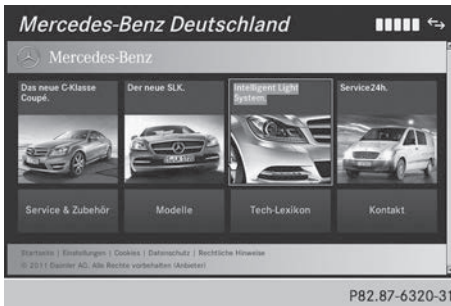 Mercedes-Benz Deutschland
Mercedes-Benz
Das neue C-Klasse
Coupé.
Der neue SLK.
Intelligent Light
System.
Service24h.
Service & Zubehör
Modelle
Tech-Lexikon
Kontakt
Startseite | Einstellungen | Cookies | Datenschutz | Rechtliche Hinweise
© 2011 Daimler AG. Alle Rechte vorbehalten (Anbieter)
P82.87-6320-31